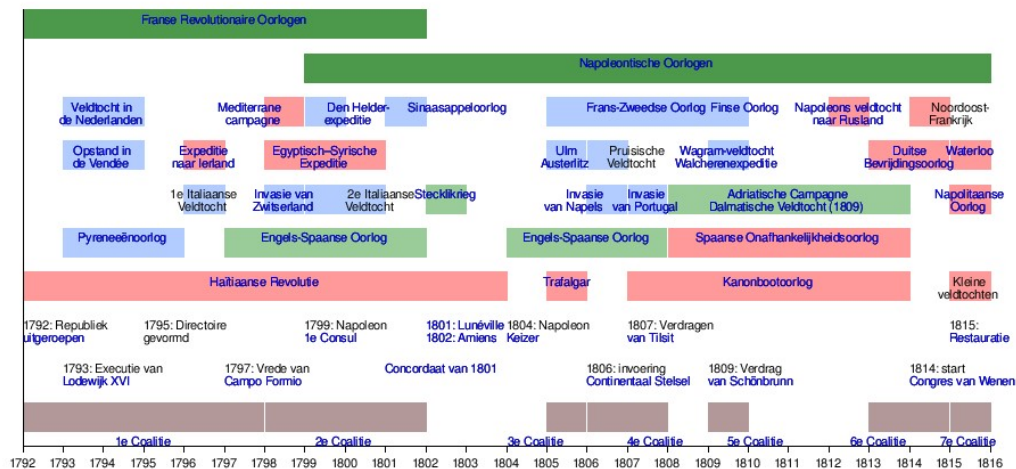 Franse Revolutionaire Oorlogen
Napoleontische Oorlogen
Veldtocht in
de Nederlanden
Mediterrane
campagne
Den Helder-
expeditie
Sinaasappeloorlog
Frans-Zweedse Oorlog
Finse Oorlog
Napoleons veldtocht
naar Rusland
Noordoost-
Frankrijk
Opstand in
de Vendée
Expeditie
naar Ierland
Egyptisch–Syrische
Expeditie
Ulm
Austerlitz
Pruisische
Veldtocht
Wagram-veldtocht
Walcherenexpeditie
Duitse
Bevrijdingsoorlog
Waterloo
1e Italiaanse
Veldtocht
Invasie van
Zwitserland
2e Italiaanse
Veldtocht
Stecklikrieg
Invasie
van Napels
Invasie
van Portugal
Adriatische Campagne
Dalmatische Veldtocht (1809)
Napolitaanse
Oorlog
Pyreneeënoorlog
Engels-Spaanse Oorlog
Engels-Spaanse Oorlog
Spaanse Onafhankelijkheidsoorlog
Haïtiaanse Revolutie
Trafalgar
Kanonbootoorlog
Kleine
veldtochten
1792: Republiek
uitgeroepen
1795: Directoire
gevormd
1799: Napoleon
1e Consul
1801: Lunéville
1802: Amiens
1804: Napoleon
Keizer
1807: Verdragen
van Tilsit
1815:
Restauratie
1793: Executie van
Lodewijk XVI
1797: Vrede van
Campo Formio
Concordaat van 1801
1806: invoering
Continentaal Stelsel
1809: Verdrag
van Schönbrunn
1814: start
Congres van Wenen
1e Coalitie
2e Coalitie
3e Coalitie
4e Coalitie
5e Coalitie
6e Coalitie
7e Coalitie
1792 1793 1794 1795 1796 1797 1798 1799 1800 1801 1802 1803 1804 1805 1806 1807 1808 1809 1810 1811 1812 1813 1814 1815 1816